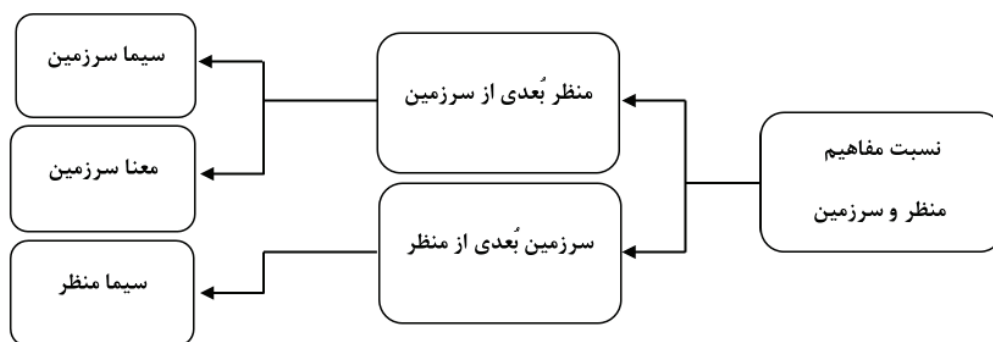 نسبت مفاهیم
منظر و سرزمین
منظر بُعدی از سرزمین
سرزمین بُعدی از منظر
سیما سرزمین
معنا سرزمین
سیما منظر